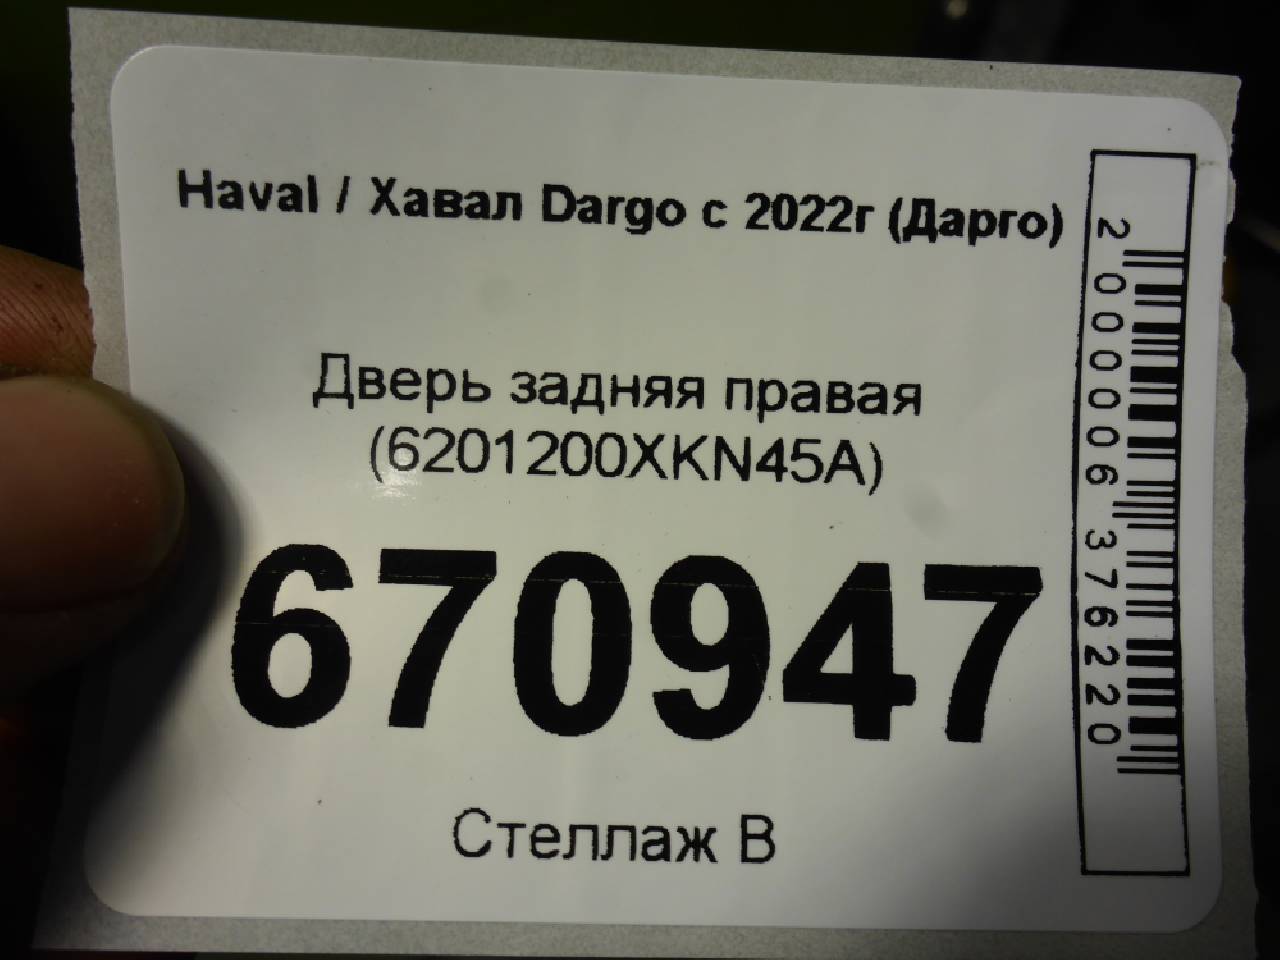 Haval / Хавал Dargo с 2022г (Дарго)
Дверь задняя правая
(6201200XKN45A)
670947
Стеллаж В
2000006376220